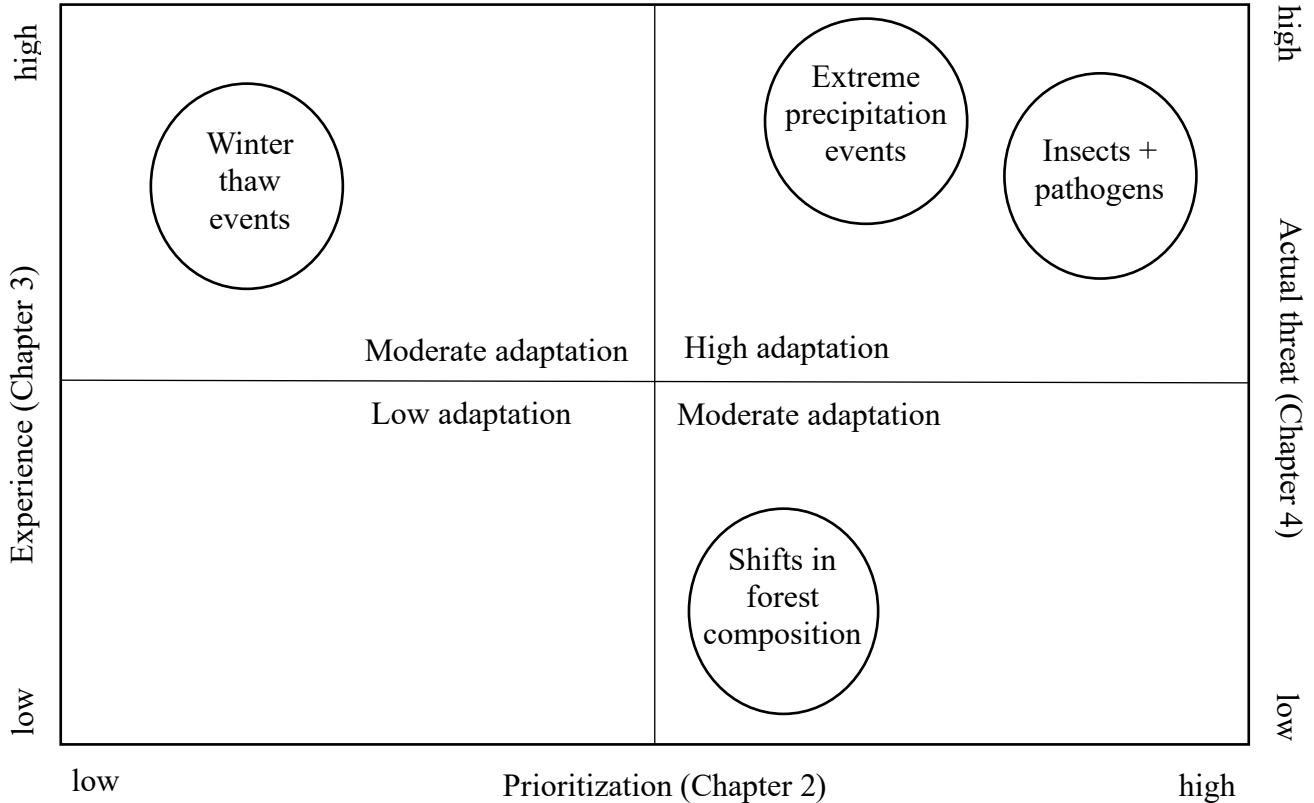 high
Experience (Chapter 3)
low
Winter
thaw
events
Extreme
precipitation
events
Insects +
pathogens
Moderate adaptation
High adaptation
Low adaptation
Moderate adaptation
Shifts in
forest
composition
high
Actual threat (Chapter 4)
low
low
Prioritization (Chapter 2)
high